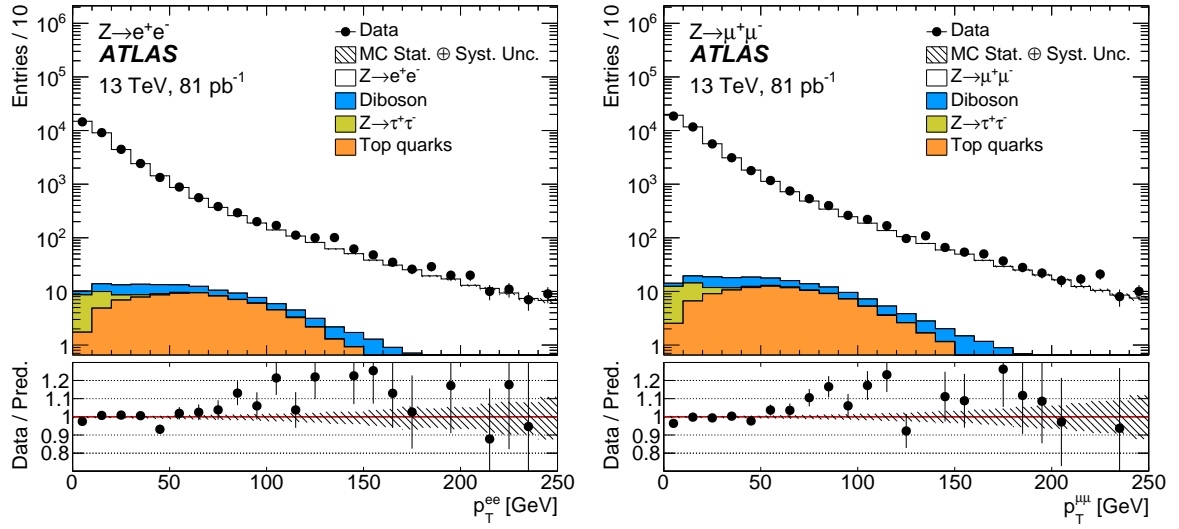 Entries / 10
10⁶
10⁵
10⁴
10³
10²
10
1
Z→e⁺e⁻
ATLAS
13 TeV, 81 pb⁻¹
Data
MC Stat. ⊕ Syst. Unc.
Z→e⁺e⁻
Diboson
Z→τ⁺τ⁻
Top quarks
Data / Pred.
1.2
1.1
1
0.9
0.8
0 50 100 150 200 250
p_T^ee [GeV]
Entries / 10
10⁶
10⁵
10⁴
10³
10²
10
1
Z→μ⁺μ⁻
ATLAS
13 TeV, 81 pb⁻¹
Data
MC Stat. ⊕ Syst. Unc.
Z→μ⁺μ⁻
Diboson
Z→τ⁺τ⁻
Top quarks
Data / Pred.
1.2
1.1
1
0.9
0.8
0 50 100 150 200 250
p_T^μμ [GeV]